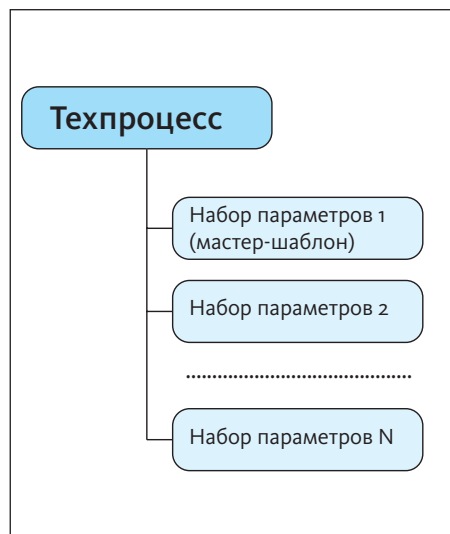 Техпроцесс
Набор параметров 1
(мастер-шаблон)
Набор параметров 2
............................................
Набор параметров N